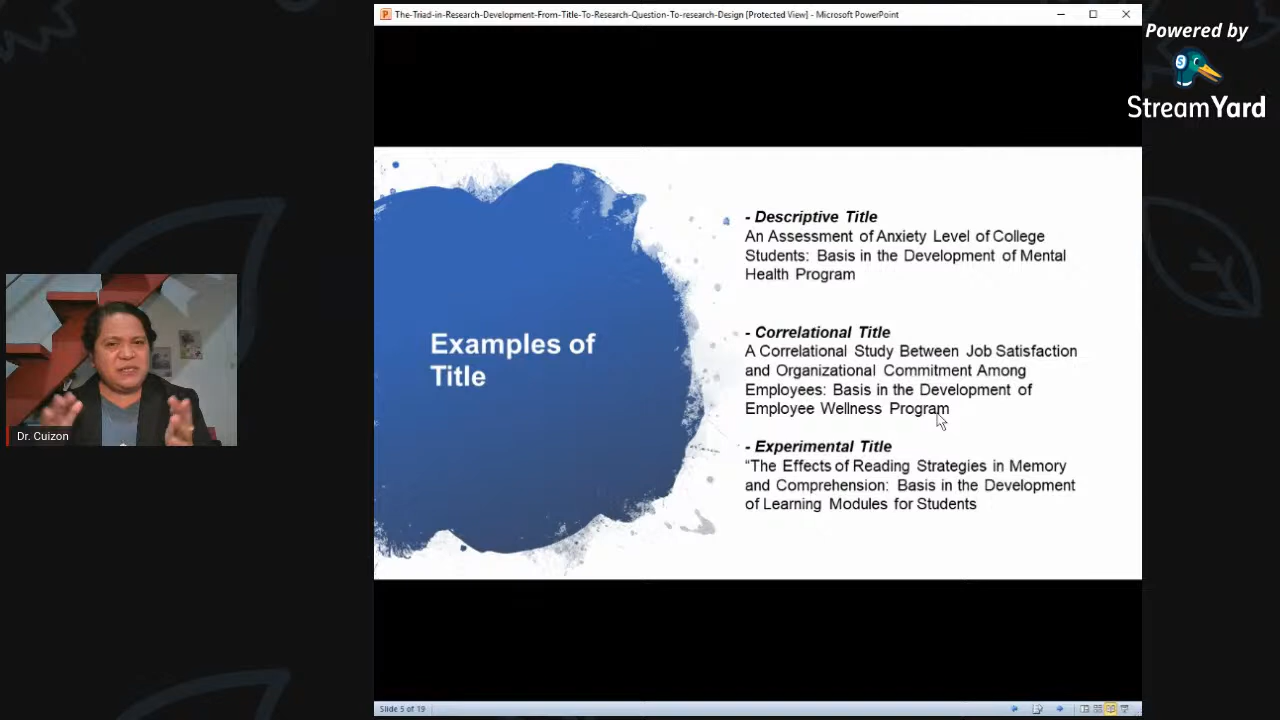 The-Triad-in-Research-Development-From-Title-To-Research-Question-To-research-Design [Protected View] - Microsoft PowerPoint
Powered by
S
StreamYard
- Descriptive Title
An Assessment of Anxiety Level of College
Students: Basis in the Development of Mental
Health Program
Examples of
Title
- Correlational Title
A Correlational Study Between Job Satisfaction
and Organizational Commitment Among
Employees: Basis in the Development of
Employee Wellness Program
- Experimental Title
“The Effects of Reading Strategies in Memory
and Comprehension: Basis in the Development
of Learning Modules for Students
Dr. Cuizon
Slide 5 of 19